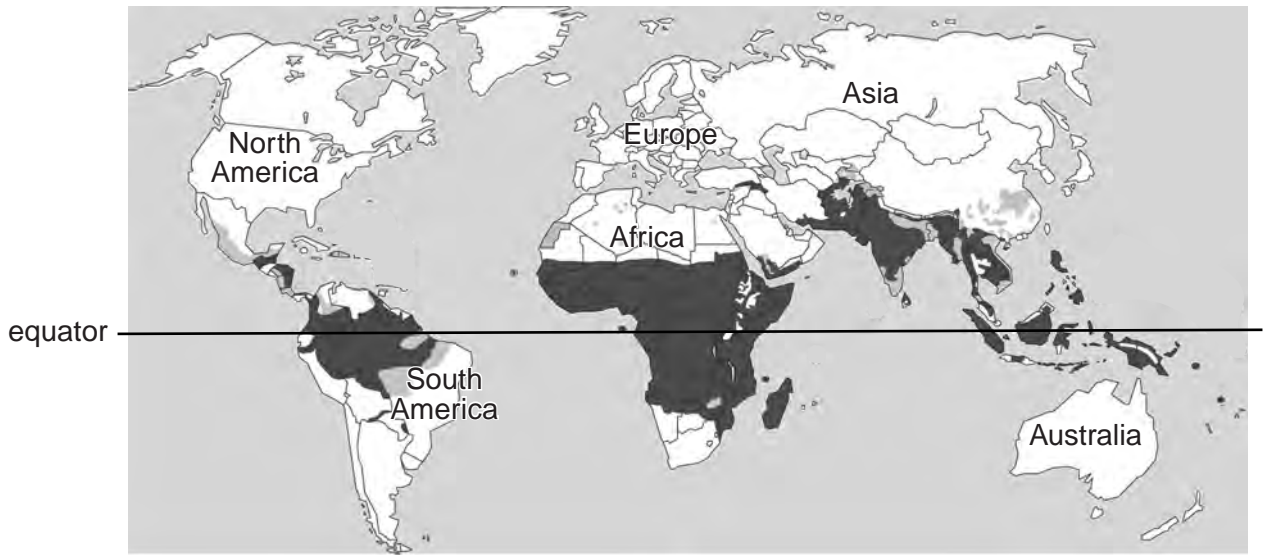 North
America
Europe
Asia
Africa
equator
South
America
Australia